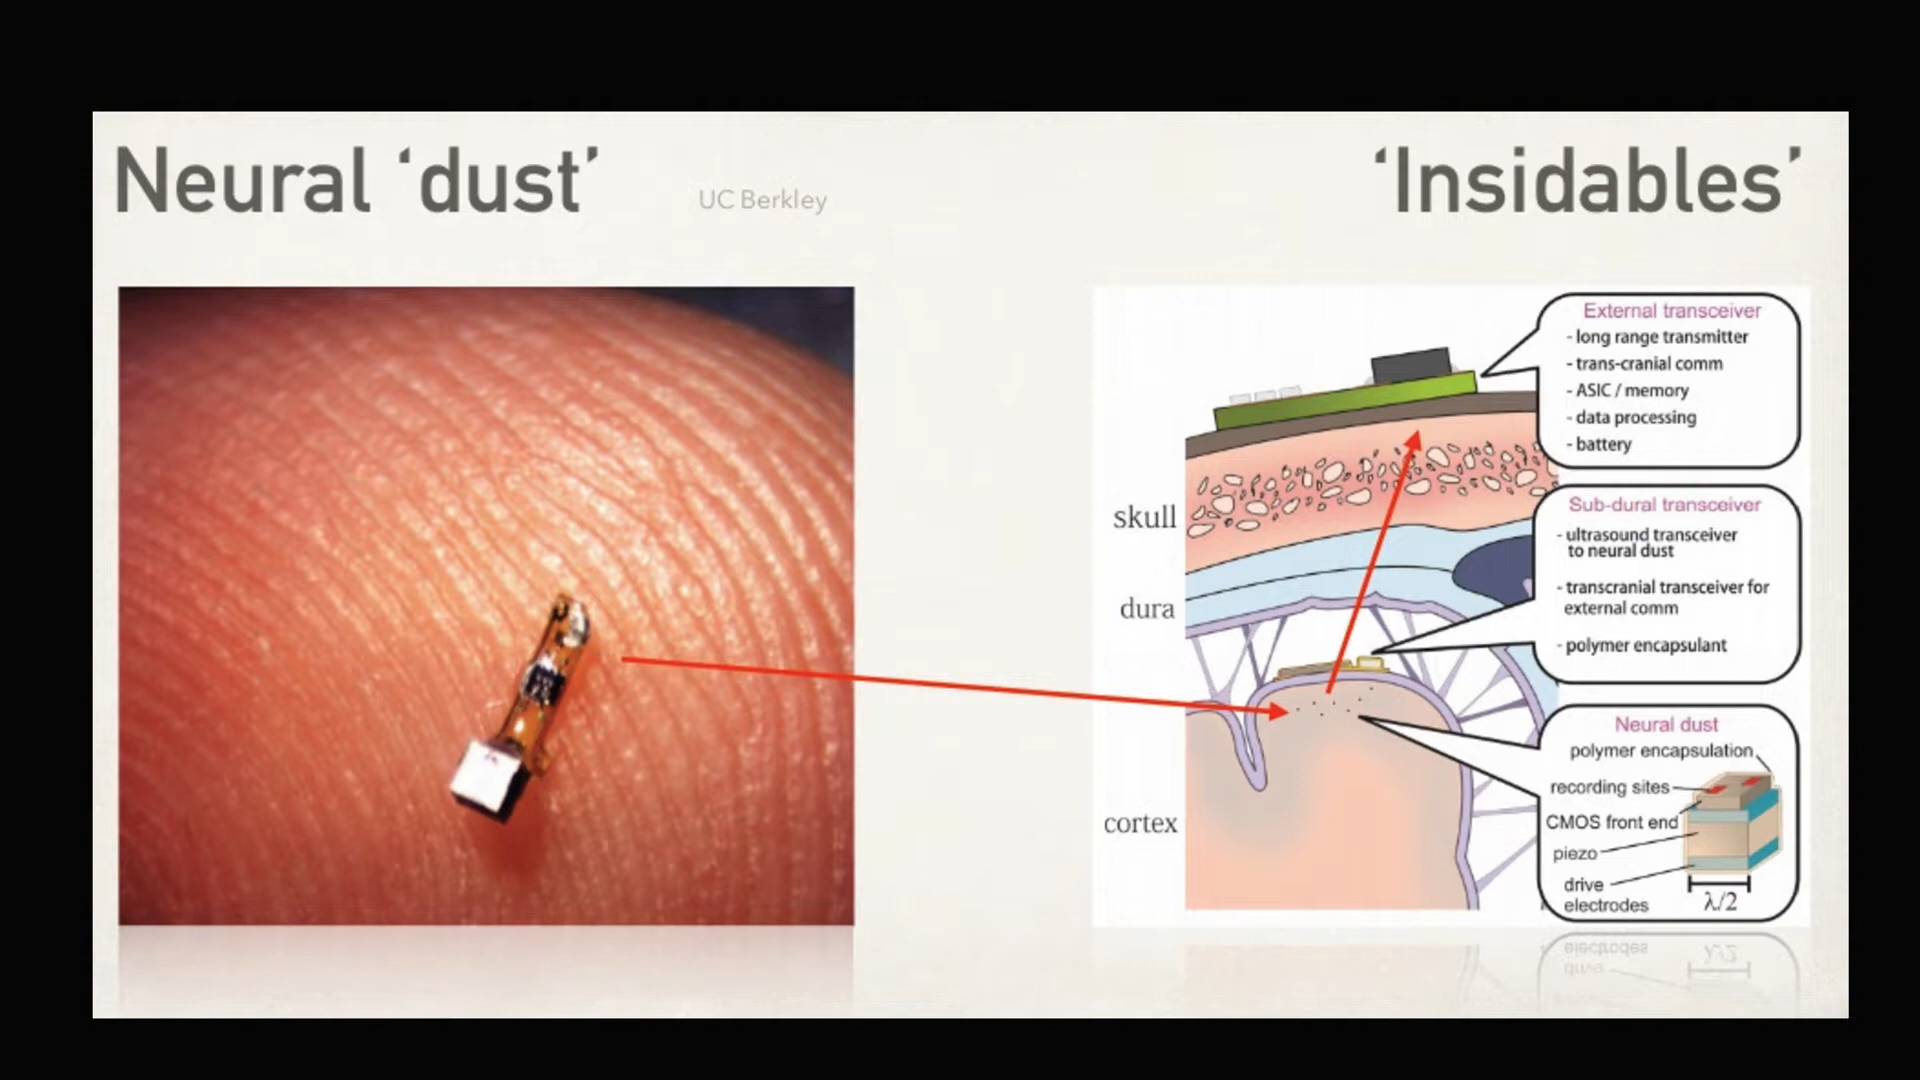 Neural ‘dust’
UC Berkley
‘Insidables’
skull
dura
cortex
External transceiver
- long range transmitter
- trans-cranial comm
- ASIC / memory
- data processing
- battery
Sub-dural transceiver
- ultrasound transceiver
to neural dust
- transcranial transceiver for
external comm
- polymer encapsulant
Neural dust
polymer encapsulation
recording sites
CMOS front end
piezo
drive
electrodes
λ/2